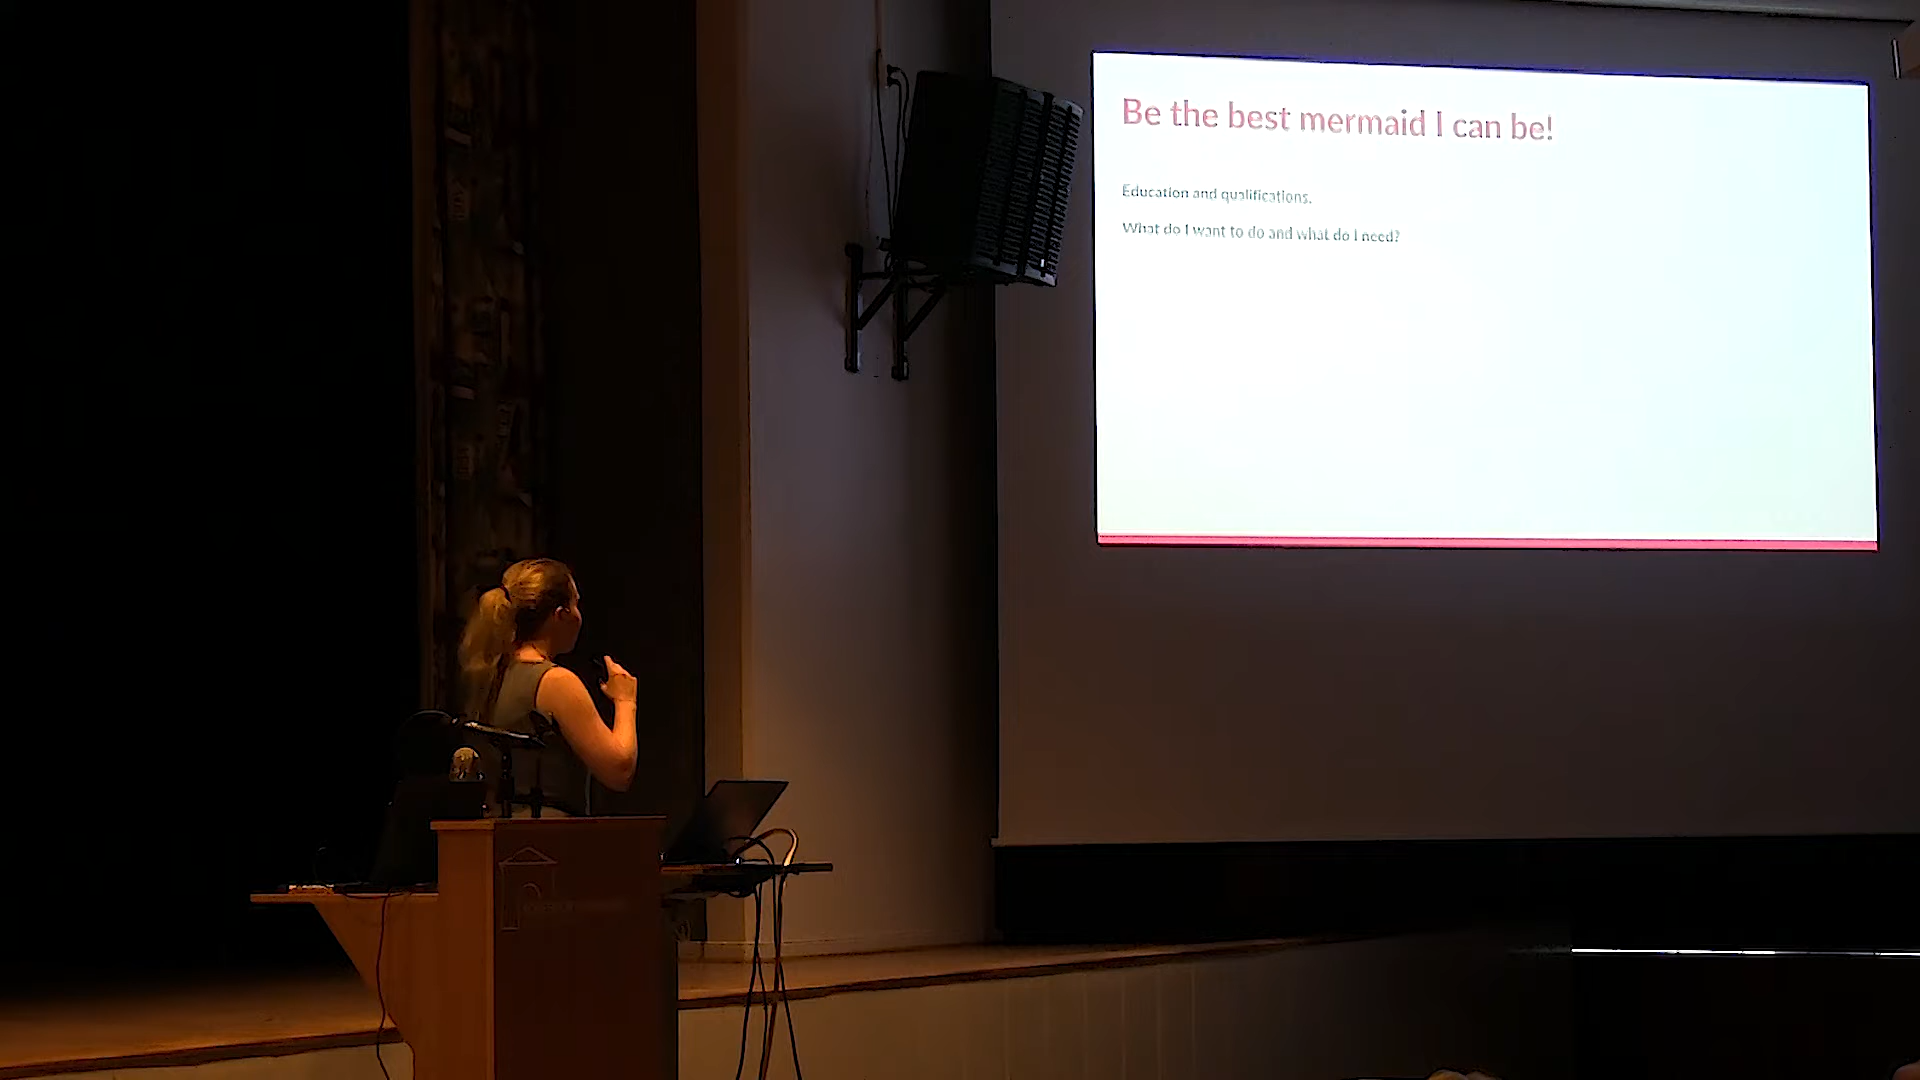 Be the best mermaid I can be!
Education and qualifications.
What do I want to do and what do I need?